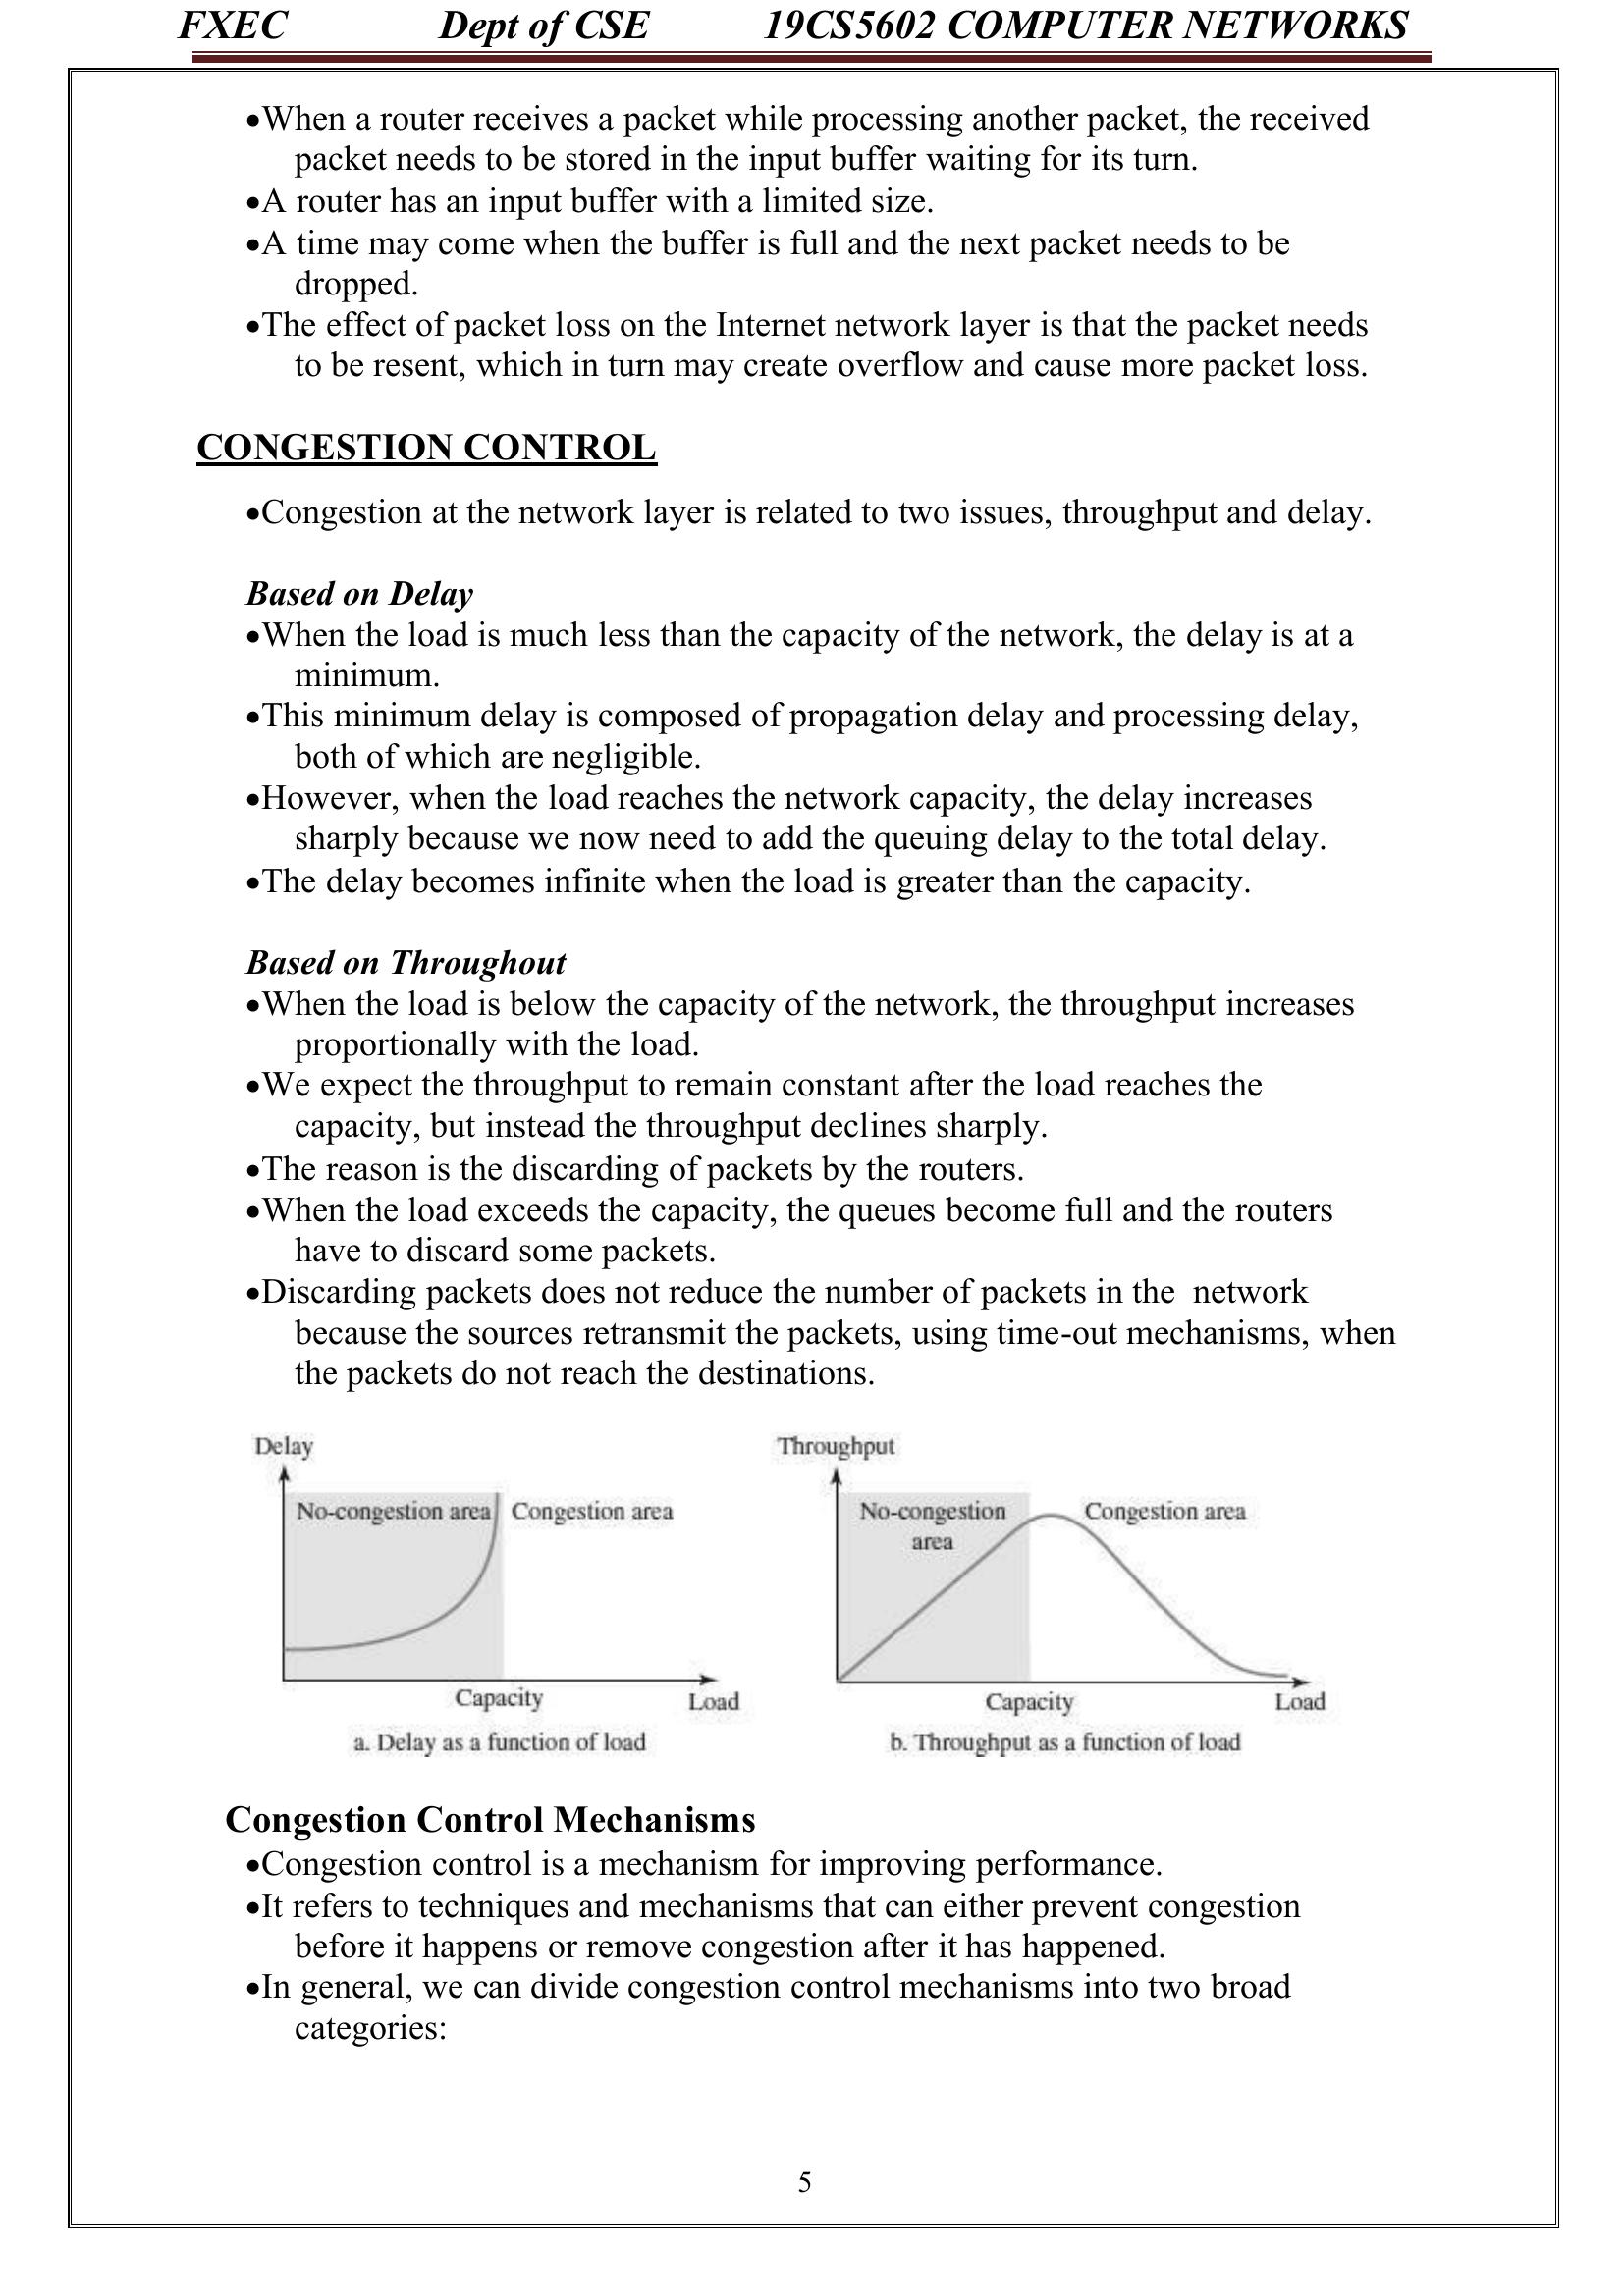 FXEC Dept of CSE 19CS5602 COMPUTER NETWORKS
•When a router receives a packet while processing another packet, the received
packet needs to be stored in the input buffer waiting for its turn.
•A router has an input buffer with a limited size.
•A time may come when the buffer is full and the next packet needs to be
dropped.
•The effect of packet loss on the Internet network layer is that the packet needs
to be resent, which in turn may create overflow and cause more packet loss.
CONGESTION CONTROL
•Congestion at the network layer is related to two issues, throughput and delay.
Based on Delay
•When the load is much less than the capacity of the network, the delay is at a
minimum.
•This minimum delay is composed of propagation delay and processing delay,
both of which are negligible.
•However, when the load reaches the network capacity, the delay increases
sharply because we now need to add the queuing delay to the total delay.
•The delay becomes infinite when the load is greater than the capacity.
Based on Throughout
•When the load is below the capacity of the network, the throughput increases
proportionally with the load.
•We expect the throughput to remain constant after the load reaches the
capacity, but instead the throughput declines sharply.
•The reason is the discarding of packets by the routers.
•When the load exceeds the capacity, the queues become full and the routers
have to discard some packets.
•Discarding packets does not reduce the number of packets in the network
because the sources retransmit the packets, using time-out mechanisms, when
the packets do not reach the destinations.
Delay
No-congestion area Congestion area
Capacity Load
a. Delay as a function of load
Throughput
No-congestion
area
Congestion area
Capacity Load
b. Throughput as a function of load
Congestion Control Mechanisms
•Congestion control is a mechanism for improving performance.
•It refers to techniques and mechanisms that can either prevent congestion
before it happens or remove congestion after it has happened.
•In general, we can divide congestion control mechanisms into two broad
categories:
5